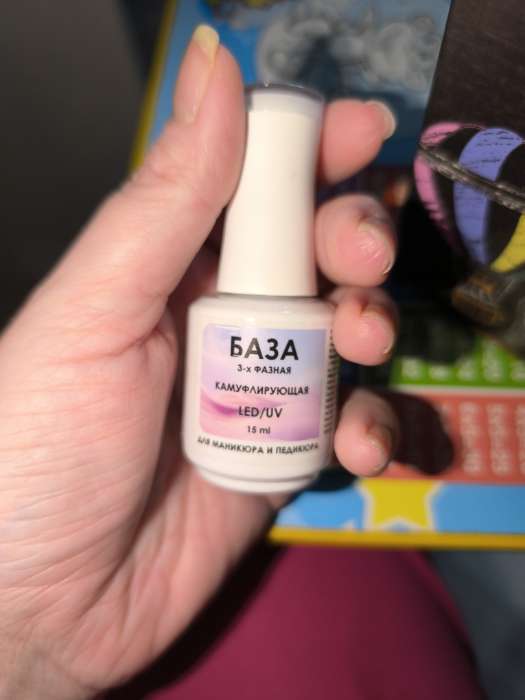 БАЗА
3-х ФАЗНАЯ
КАМУФЛИРУЮЩАЯ
LED/UV
15 ml
ДЛЯ МАНИКЮРА И ПЕДИКЮРА